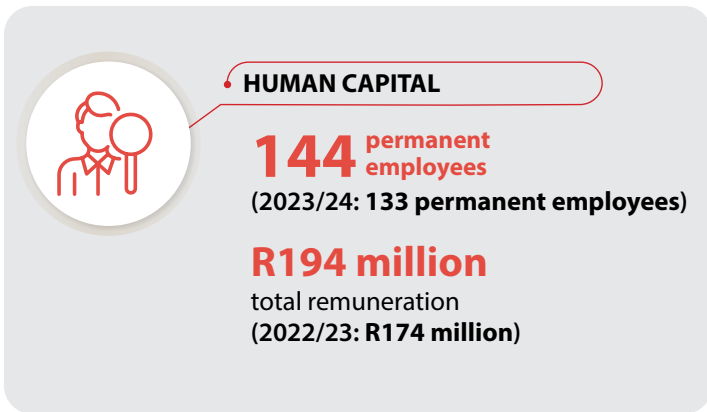 HUMAN CAPITAL
144 permanent
employees
(2023/24: 133 permanent employees)
R194 million
total remuneration
(2022/23: R174 million)